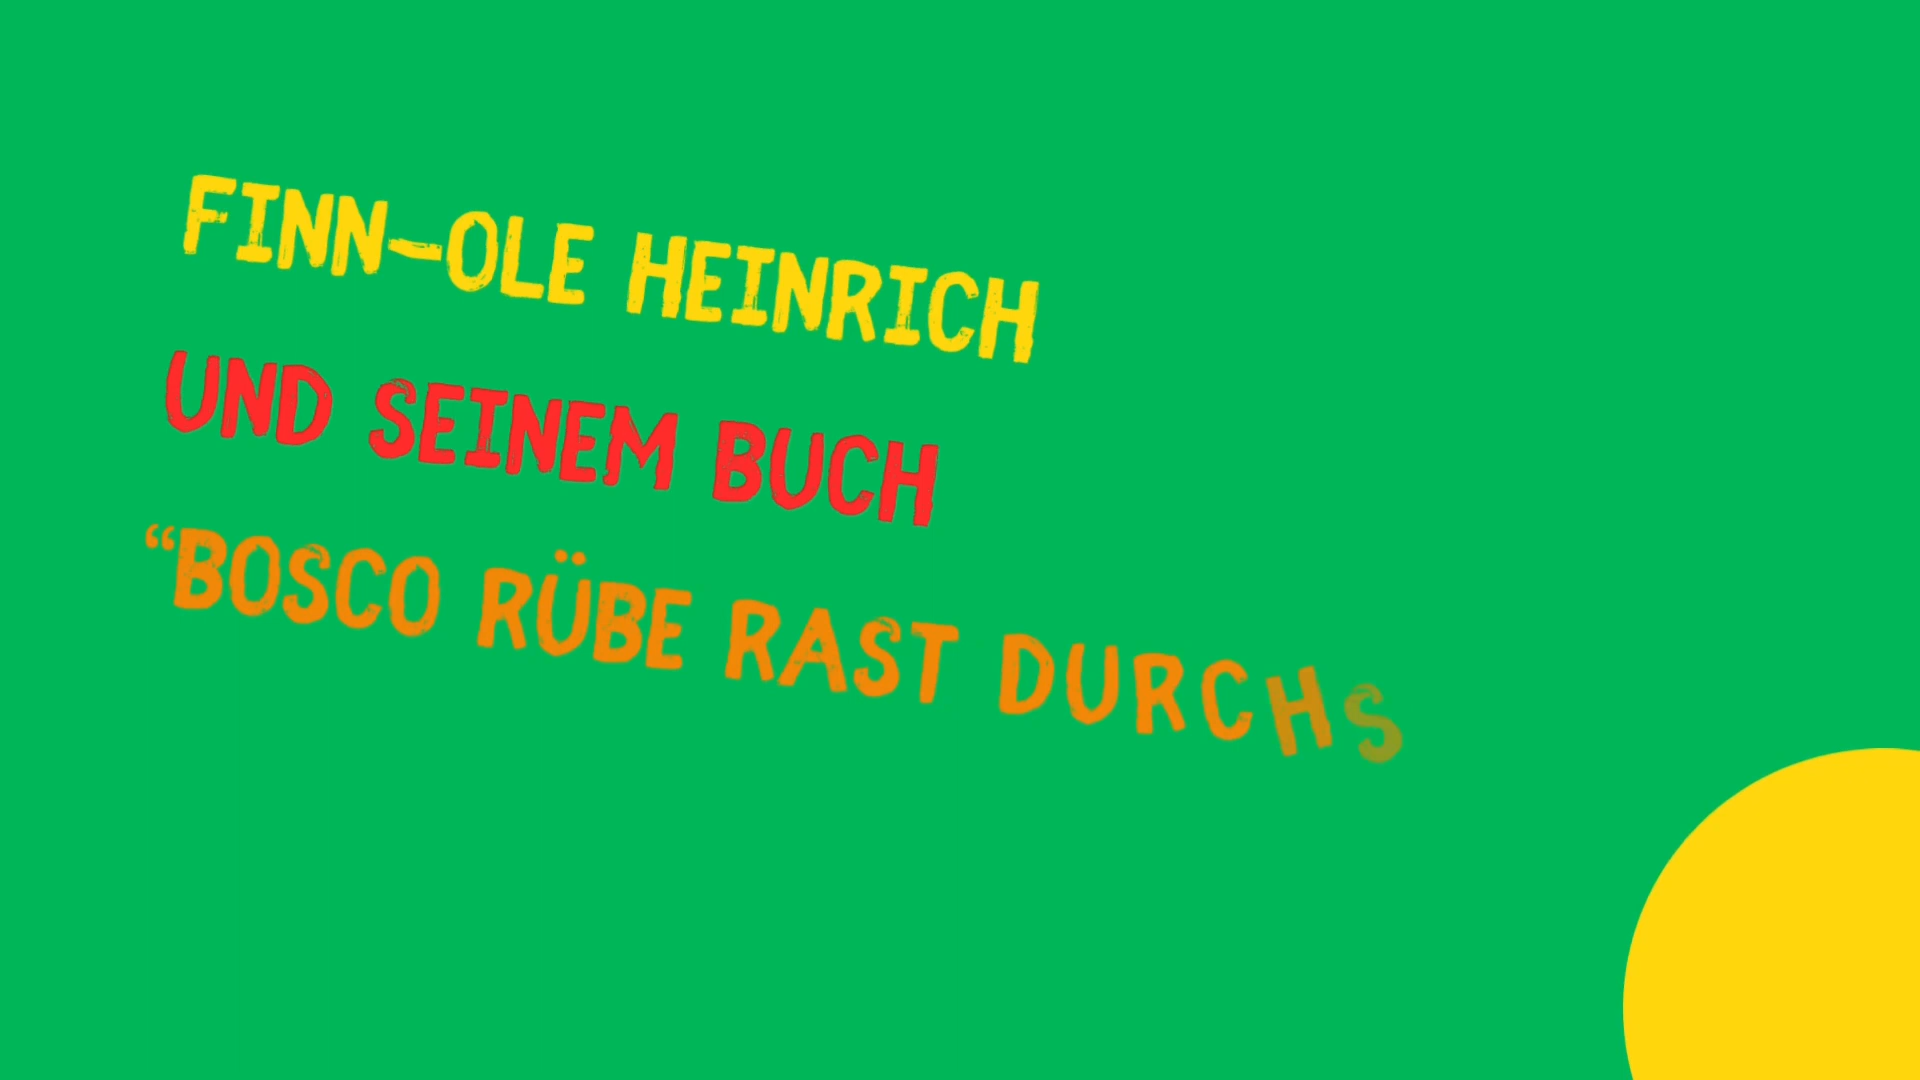 FINN-OLE HEINRICH
UND SEINEM BUCH
“BOSCO RÜBE RAST DURCHS